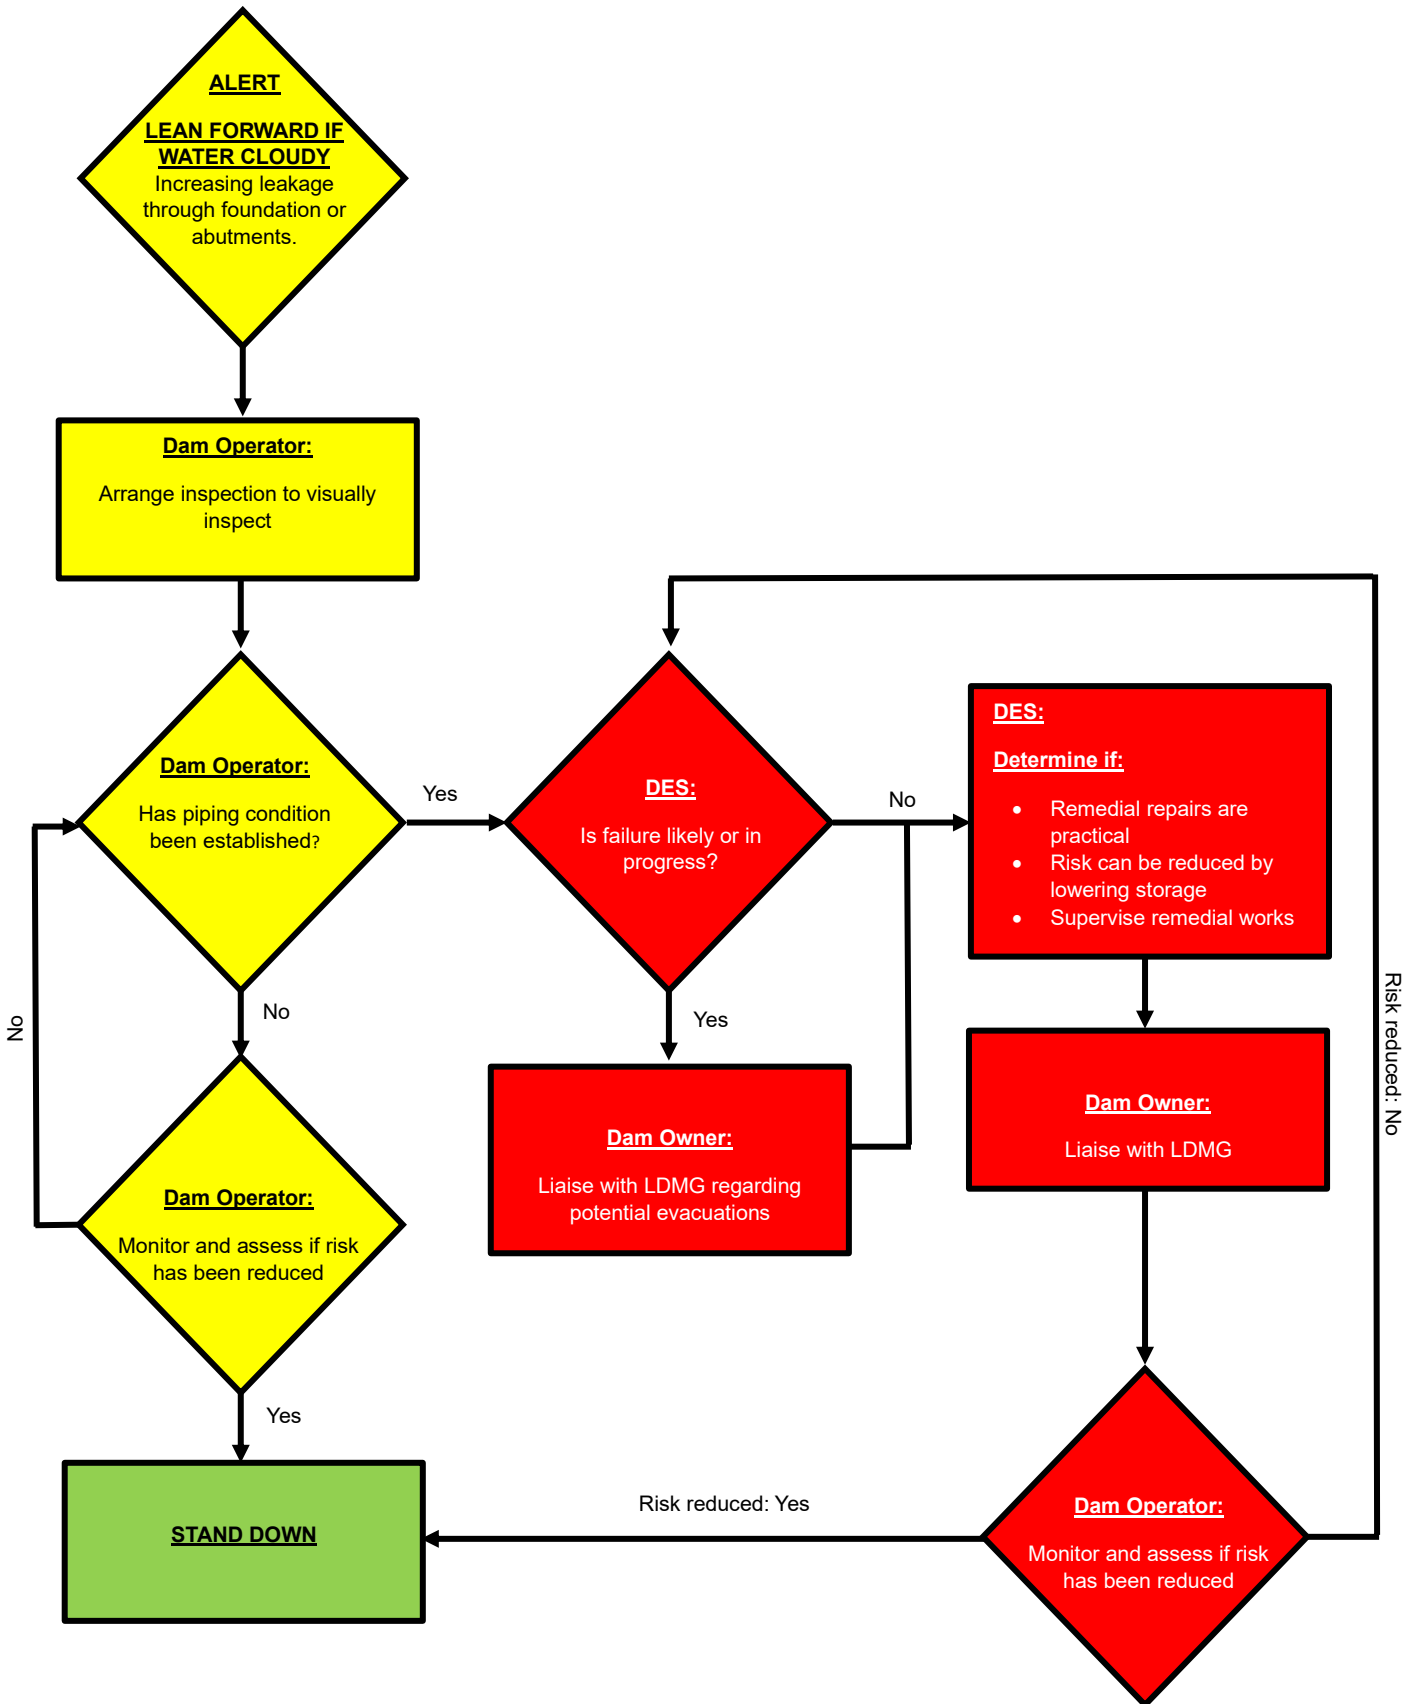 ALERT
LEAN FORWARD IF
WATER CLOUDY
Increasing leakage
through foundation or
abutments.
Dam Operator:
Arrange inspection to visually
inspect
Dam Operator:
Has piping condition
been established?
Yes
No
No
Dam Operator:
Monitor and assess if risk
has been reduced
Yes
STAND DOWN
DES:
Is failure likely or in
progress?
No
Yes
Dam Owner:
Liaise with LDMG regarding
potential evacuations
DES:
Determine if:
• Remedial repairs are
practical
• Risk can be reduced by
lowering storage
• Supervise remedial works
Dam Owner:
Liaise with LDMG
Dam Operator:
Monitor and assess if risk
has been reduced
Risk reduced: Yes
Risk reduced: No